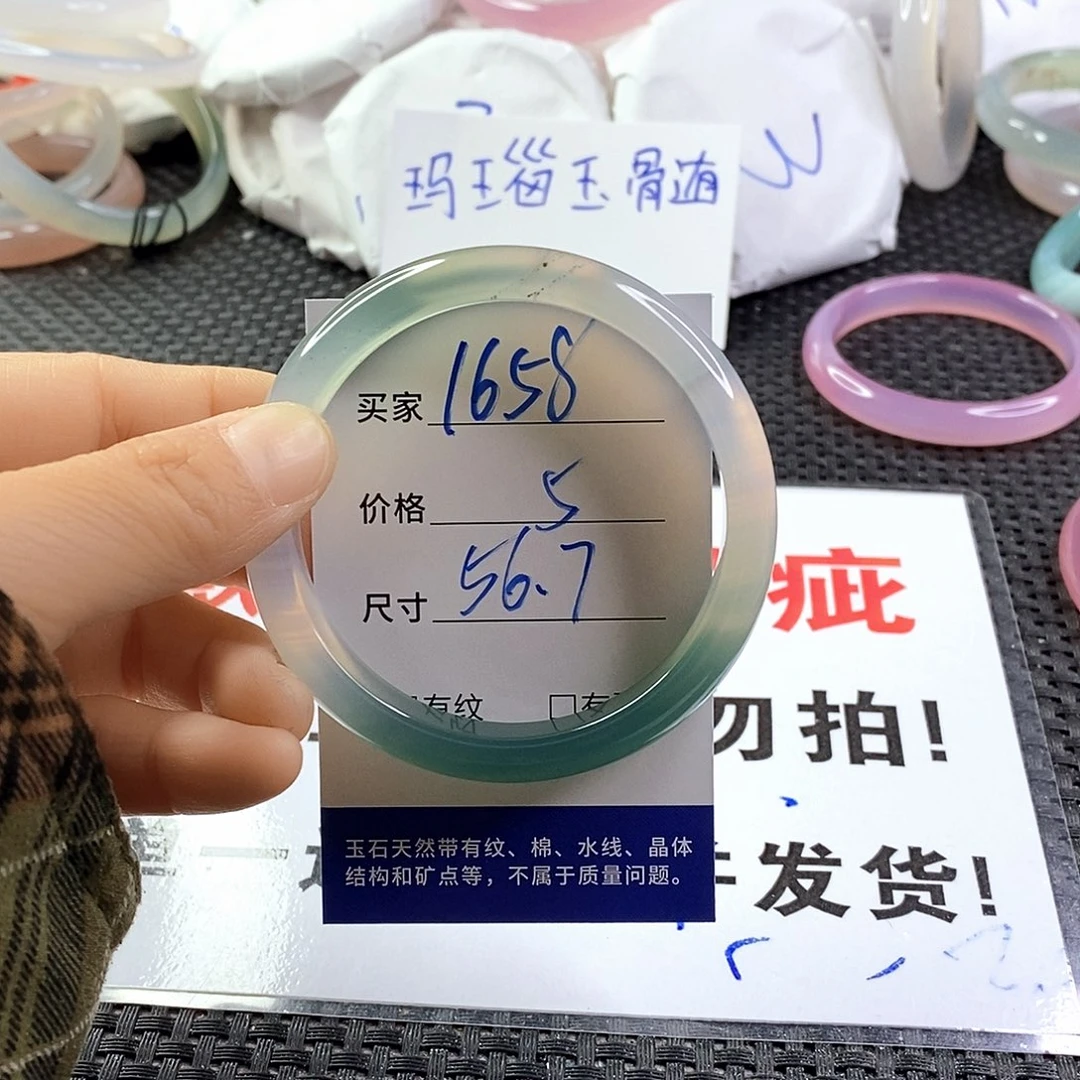 玛瑙玉骨髓
买家 1658
价格 5
尺寸 56.7
有纹 □有
玉石天然带有纹、棉、水线、晶体
结构和矿点等，不属于质量问题。
疵
勿拍!
发货!